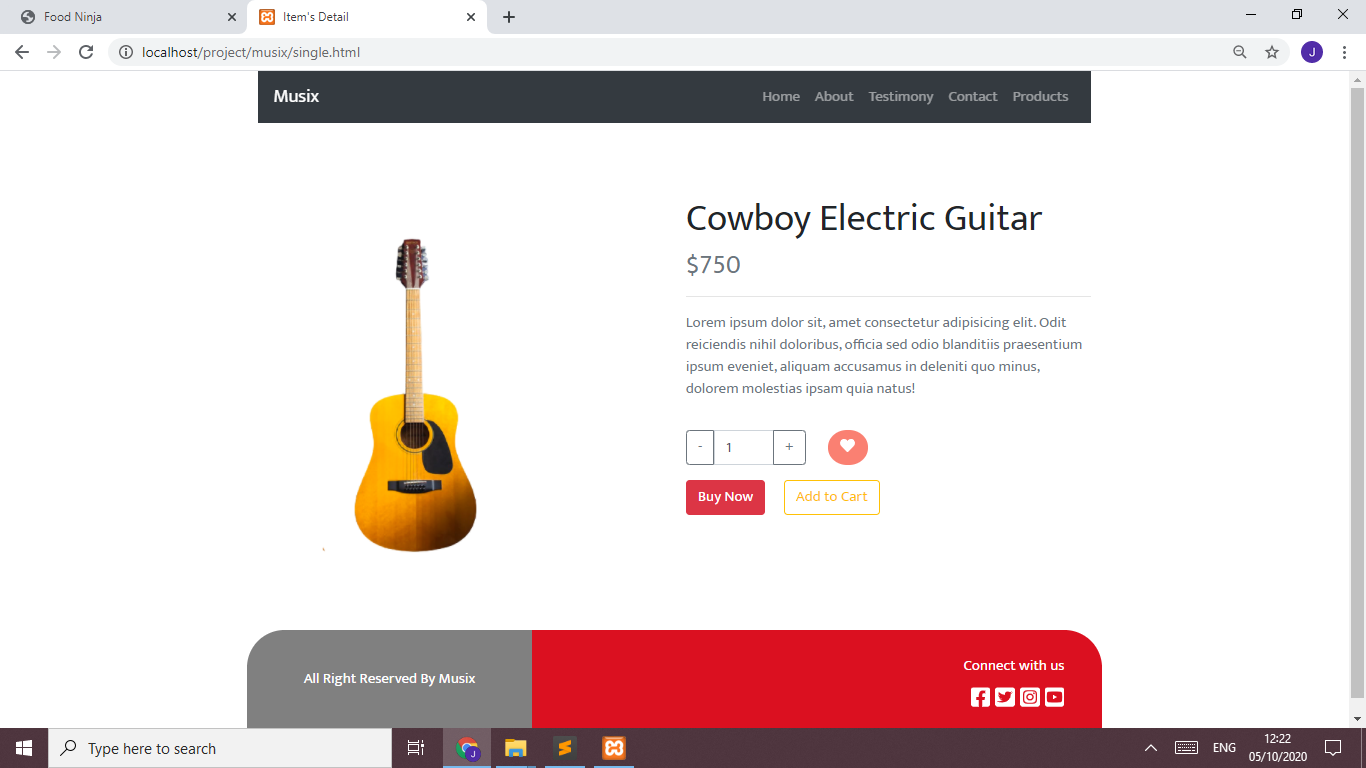 Food Ninja
Item's Detail
localhost/project/musix/single.html
J
Musix
Home About Testimony Contact Products
Cowboy Electric Guitar
$750
Lorem ipsum dolor sit, amet consectetur adipisicing elit. Odit
reiciendis nihil doloribus, officia sed odio blanditiis praesentium
ipsum eveniet, aliquam accusamus in deleniti quo minus,
dolorem molestias ipsam quia natus!
- 1 +
Buy Now Add to Cart
All Right Reserved By Musix
Connect with us
Type here to search
J
ENG
12:22
05/10/2020